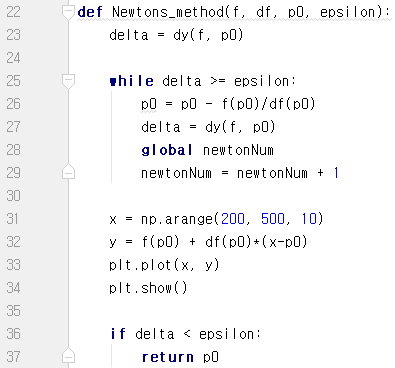 22 def Newtons_method(f, df, p0, epsilon):
23     delta = dy(f, p0)
24
25     while delta >= epsilon:
26         p0 = p0 - f(p0)/df(p0)
27         delta = dy(f, p0)
28         global newtonNum
29         newtonNum = newtonNum + 1
30
31     x = np.arange(200, 500, 10)
32     y = f(p0) + df(p0)*(x-p0)
33     plt.plot(x, y)
34     plt.show()
35
36     if delta < epsilon:
37         return p0